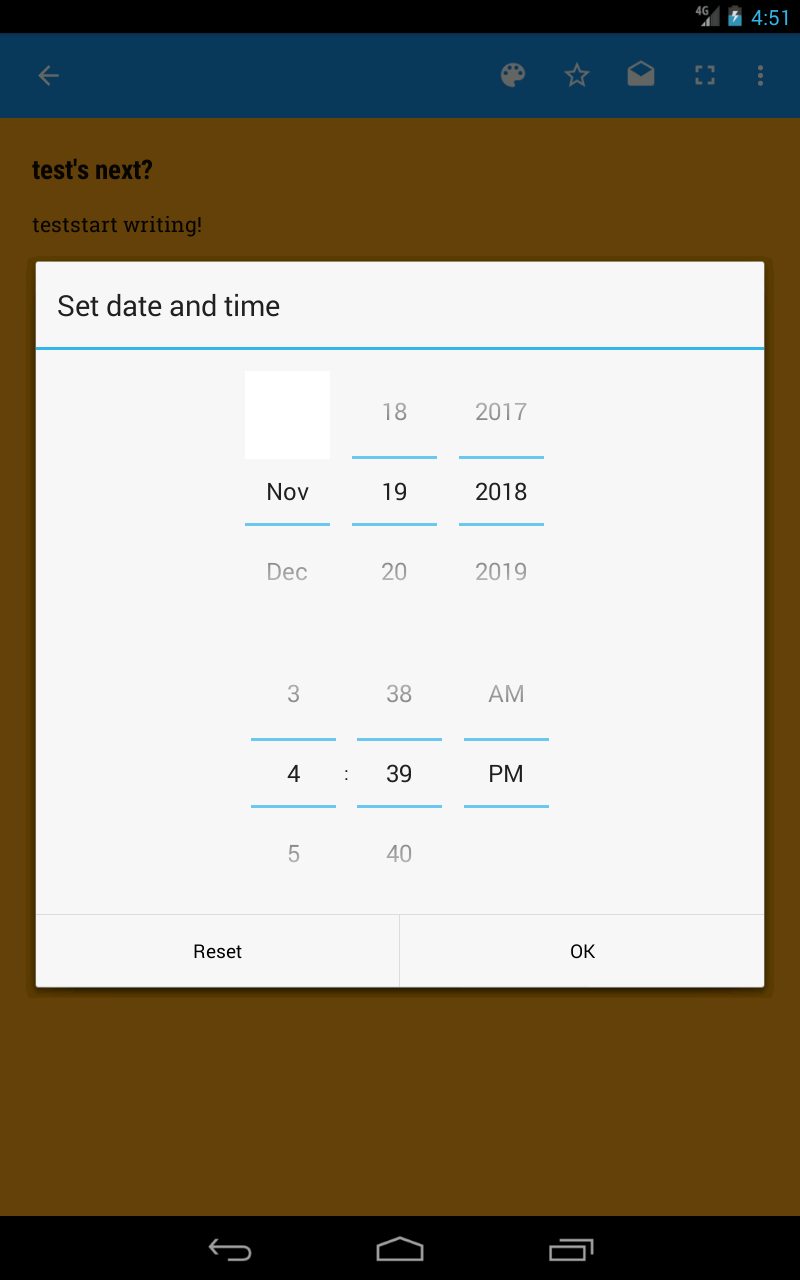 4G 4:51
test's next?
teststart writing!
Set date and time
18 2017
Nov 19 2018
Dec 20 2019
3 38 AM
4 : 39 PM
5 40
Reset OK